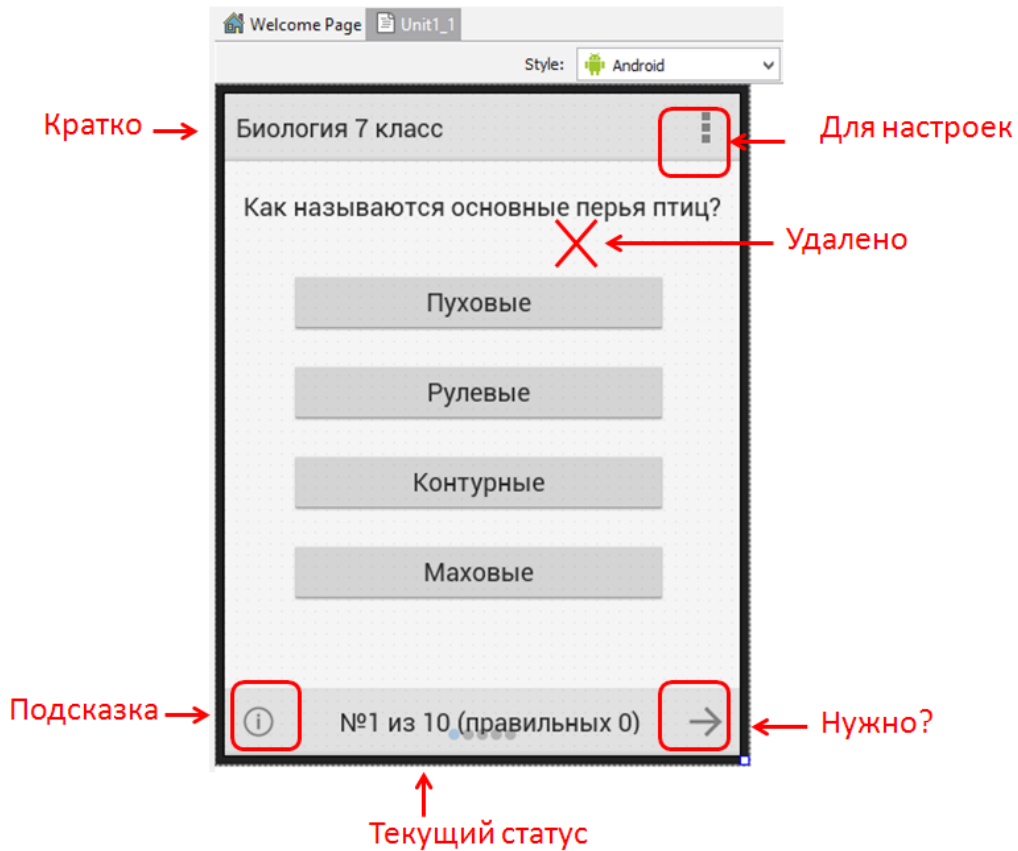 Welcome Page Unit1_1
Style: Android
Кратко
Биология 7 класс
Для настроек
Как называются основные перья птиц?
Удалено
Пуховые
Рулевые
Контурные
Маховые
Подсказка
№1 из 10 (правильных 0)
Нужно?
Текущий статус